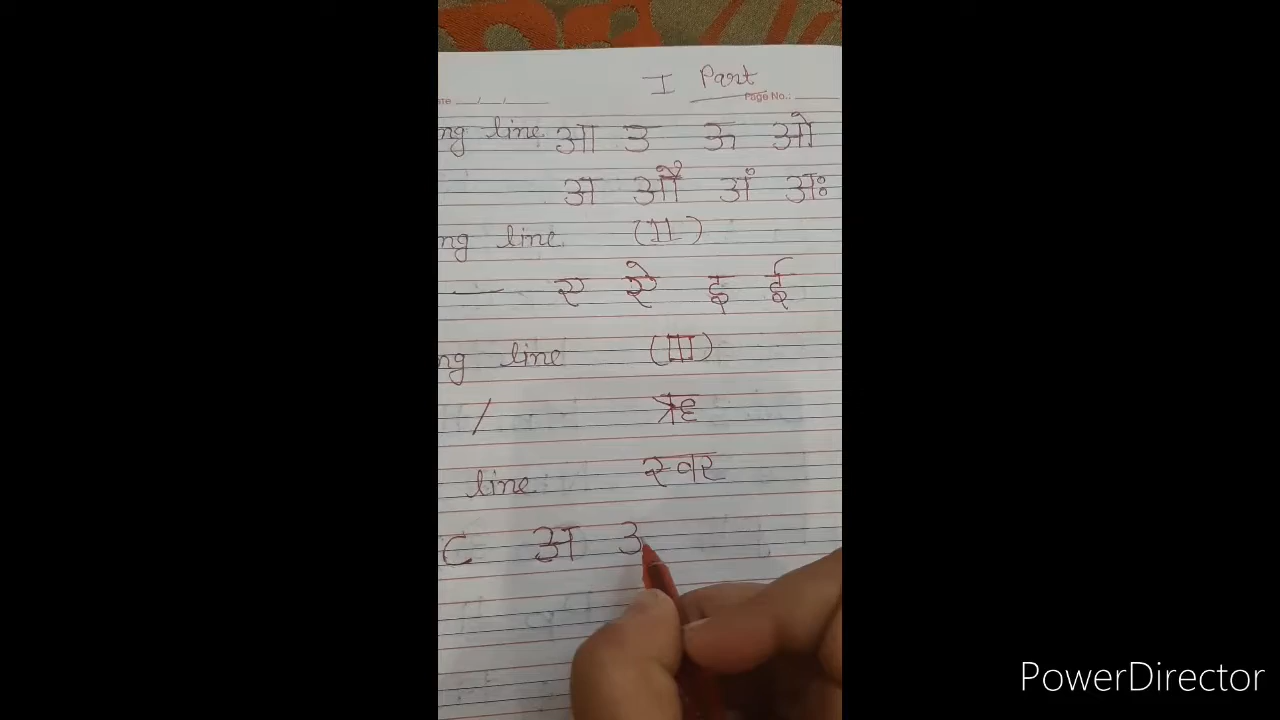 I Part
Page No.:
ng line आ उ ऊ ओ
अ औ अं अः
ng line (II)
— ए ऐ इ ई
ng line (III)
/ ऋ
line स्वर
C अ उ
PowerDirector